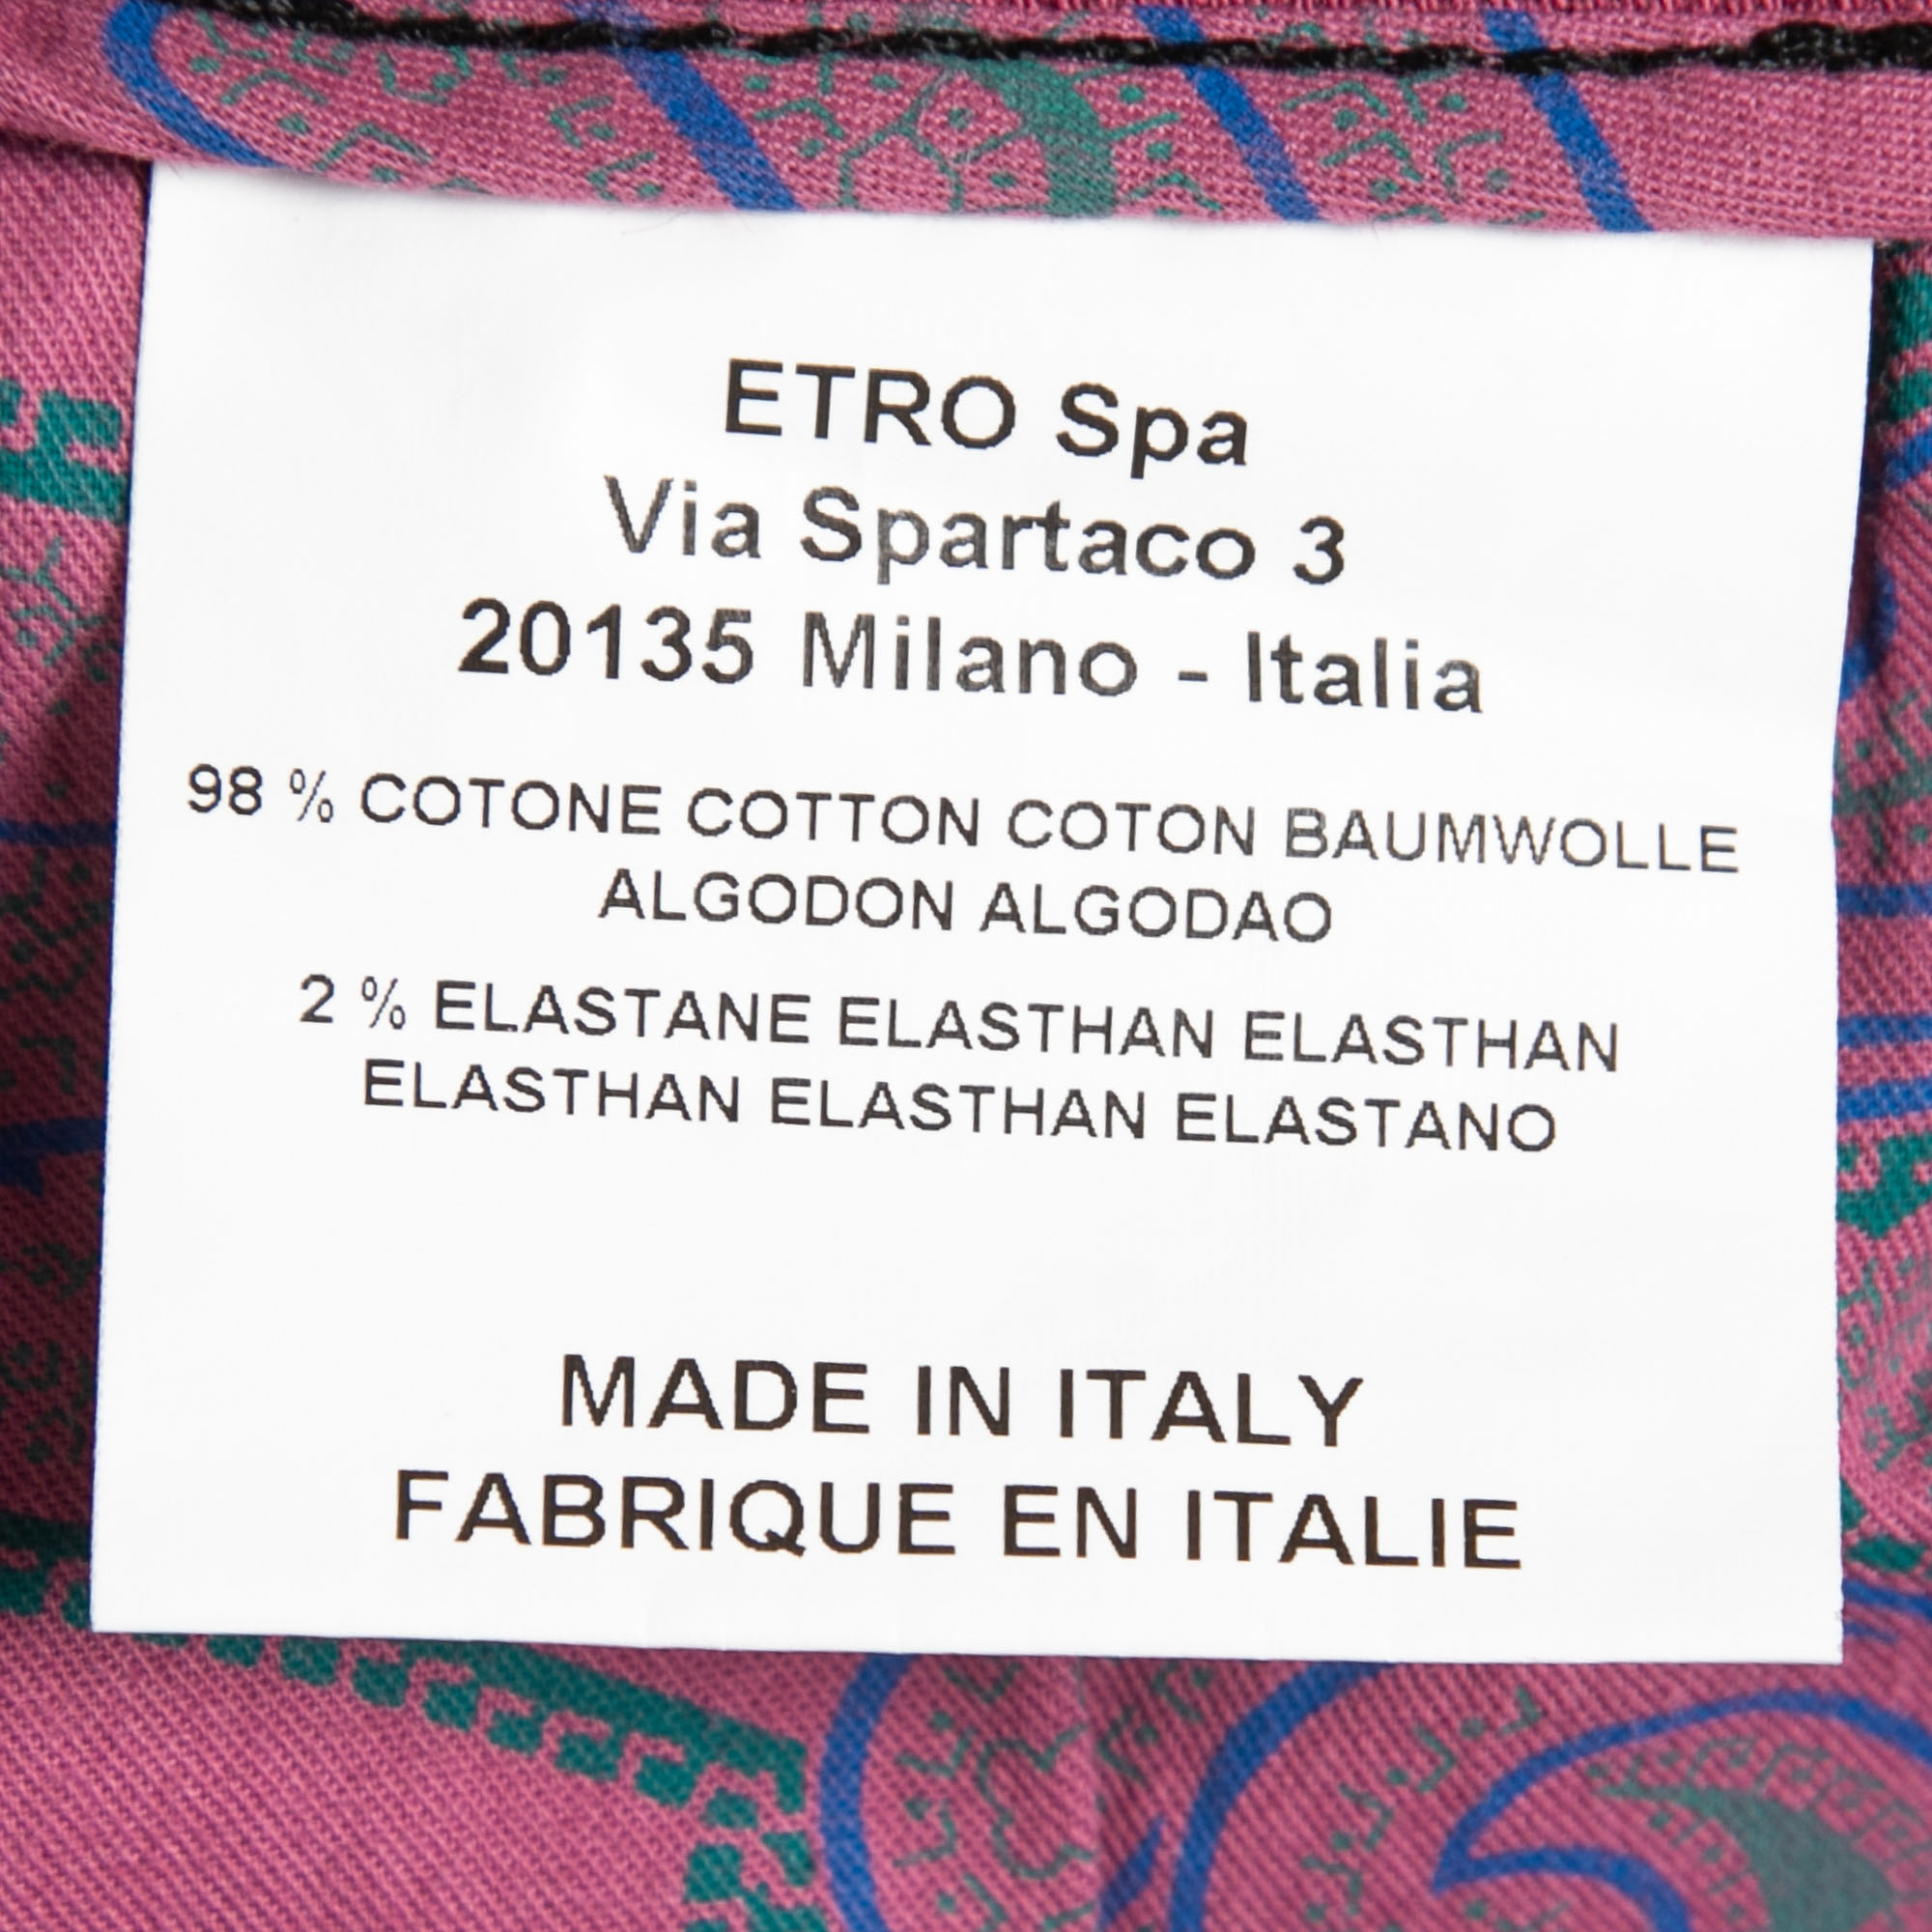 ETRO Spa
Via Spartaco 3
20135 Milano - Italia
98 % COTONE COTTON COTON BAUMWOLLE
ALGODON ALGODAO
2 % ELASTANE ELASTHAN ELASTHAN
ELASTHAN ELASTHAN ELASTANO
MADE IN ITALY
FABRIQUE EN ITALIE